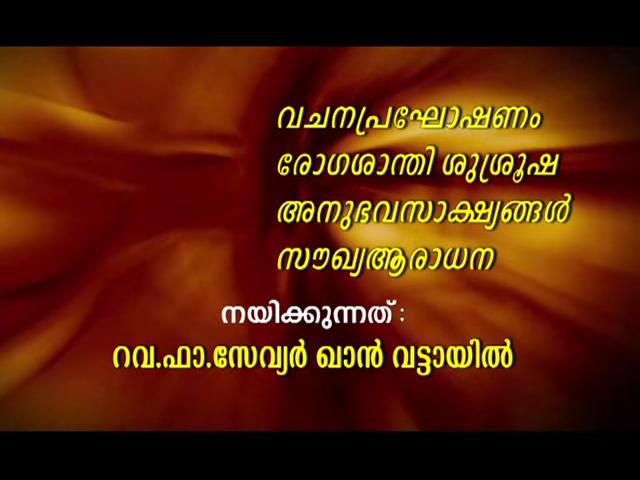 വചനപ്രഘോഷണം
രോഗശാന്തി ശുശ്രൂഷ
അനുഭവസാക്ഷ്യങ്ങൾ
സൗഖ്യആരാധന
നയിക്കുന്നത് :
റവ.ഫാ.സേവ്യർ ഖാൻ വട്ടായിൽ